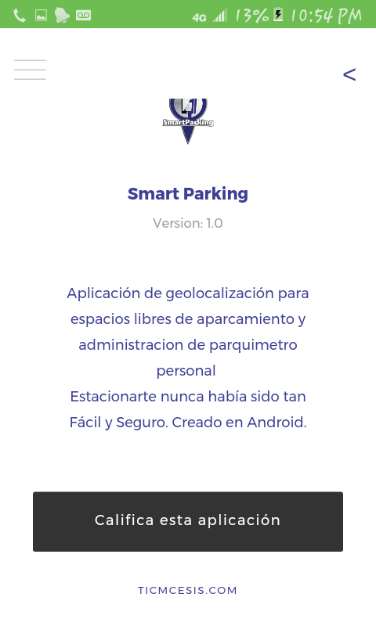 4G 13% 10:54 PM
<
SmartParking
Smart Parking
Version: 1.0
Aplicación de geolocalización para
espacios libres de aparcamiento y
administracion de parquimetro
personal
Estacionarte nunca había sido tan
Fácil y Seguro. Creado en Android.
Califica esta aplicación
TICMCESIS.COM